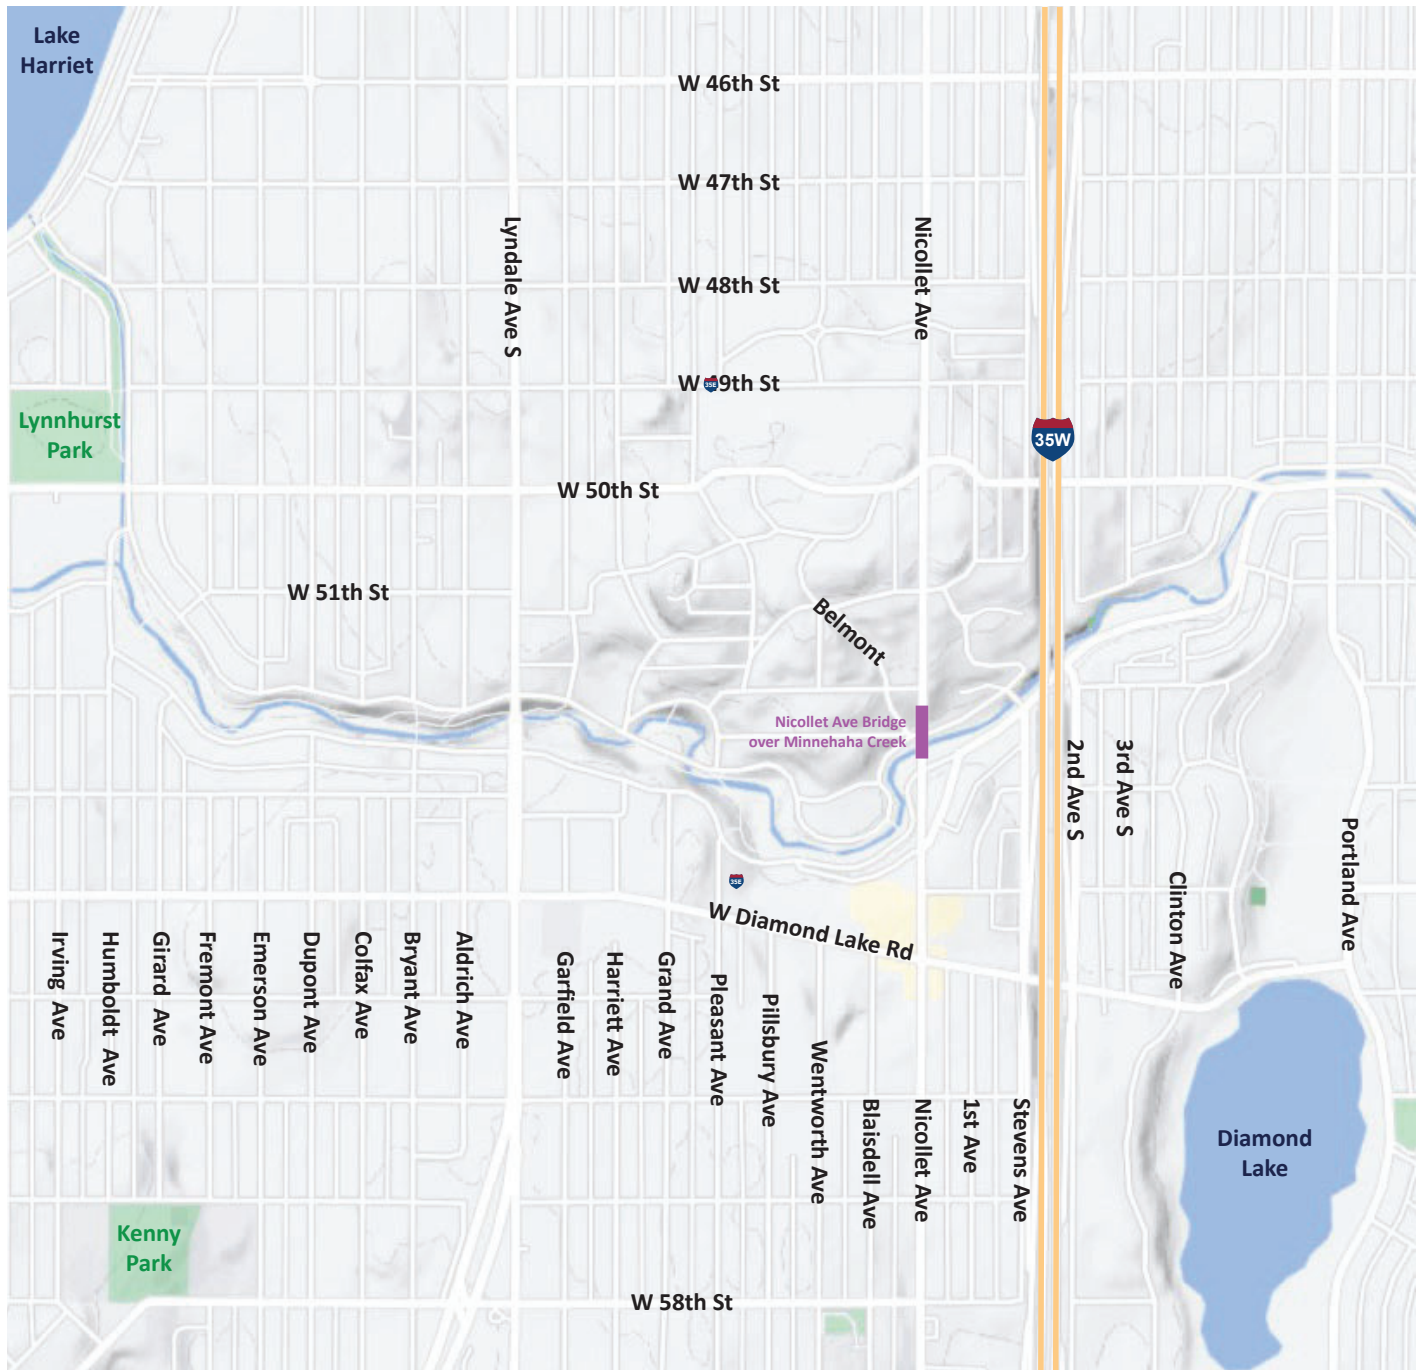 Lake
Harriet
W 46th St
W 47th St
Lyndale Ave S
Nicollet Ave
W 48th St
W 49th St
35E
Lynnhurst
Park
35W
W 50th St
W 51th St
Belmont
Nicollet Ave Bridge
over Minnehaha Creek
2nd Ave S
3rd Ave S
Portland Ave
Clinton Ave
35E
W Diamond Lake Rd
Irving Ave
Humboldt Ave
Girard Ave
Fremont Ave
Emerson Ave
Dupont Ave
Colfax Ave
Bryant Ave
Aldrich Ave
Garfield Ave
Harriett Ave
Grand Ave
Pleasant Ave
Pillsbury Ave
Wentworth Ave
Blaisdell Ave
Nicollet Ave
1st Ave
Stevens Ave
Diamond
Lake
Kenny
Park
W 58th St